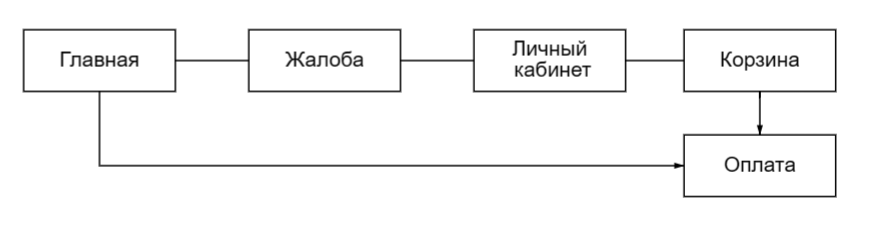 Главная
Жалоба
Личный
кабинет
Корзина
Оплата